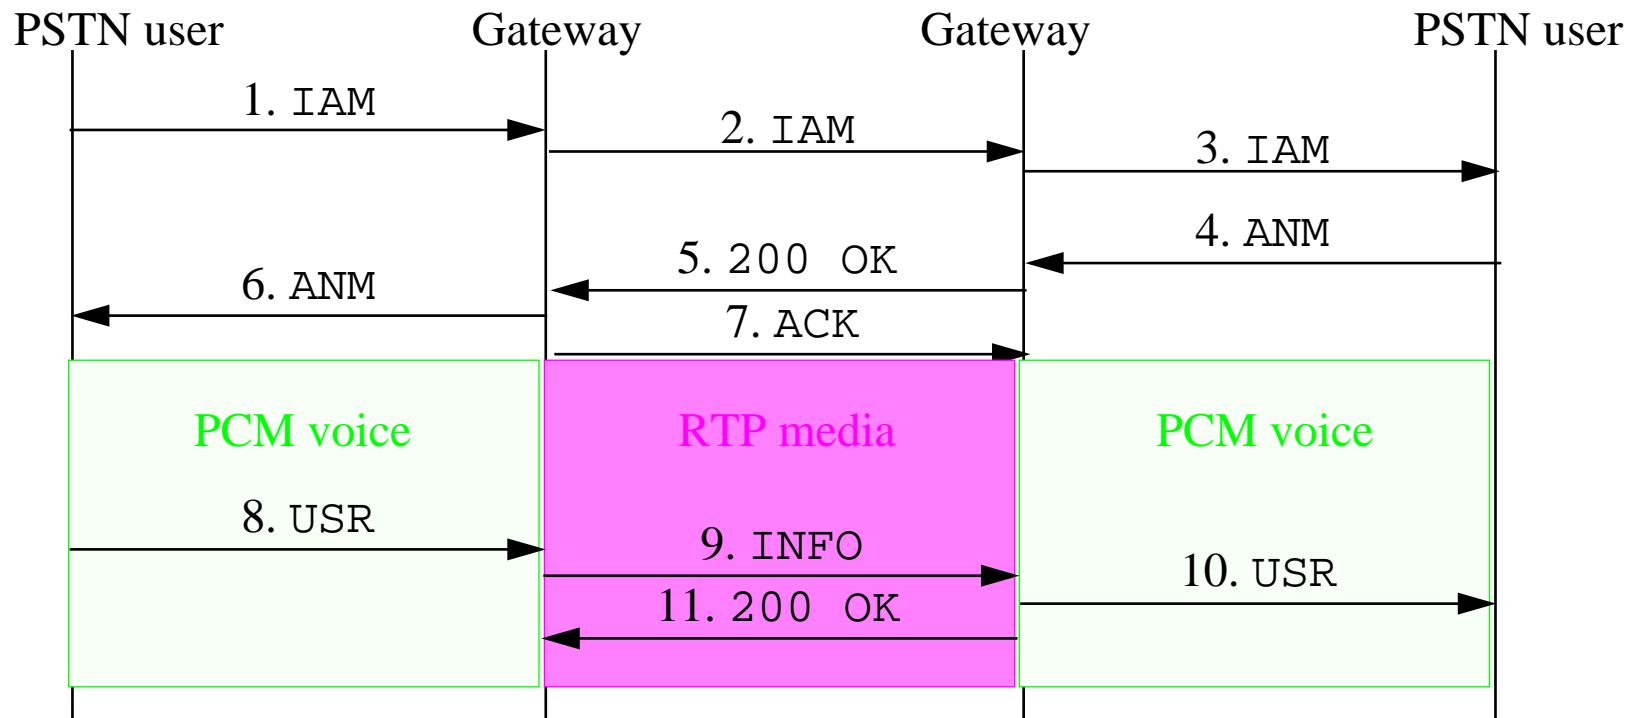 PSTN user
Gateway
Gateway
PSTN user
1. IAM
2. IAM
3. IAM
4. ANM
5. 200 OK
6. ANM
7. ACK
PCM voice
RTP media
PCM voice
8. USR
9. INFO
10. USR
11. 200 OK